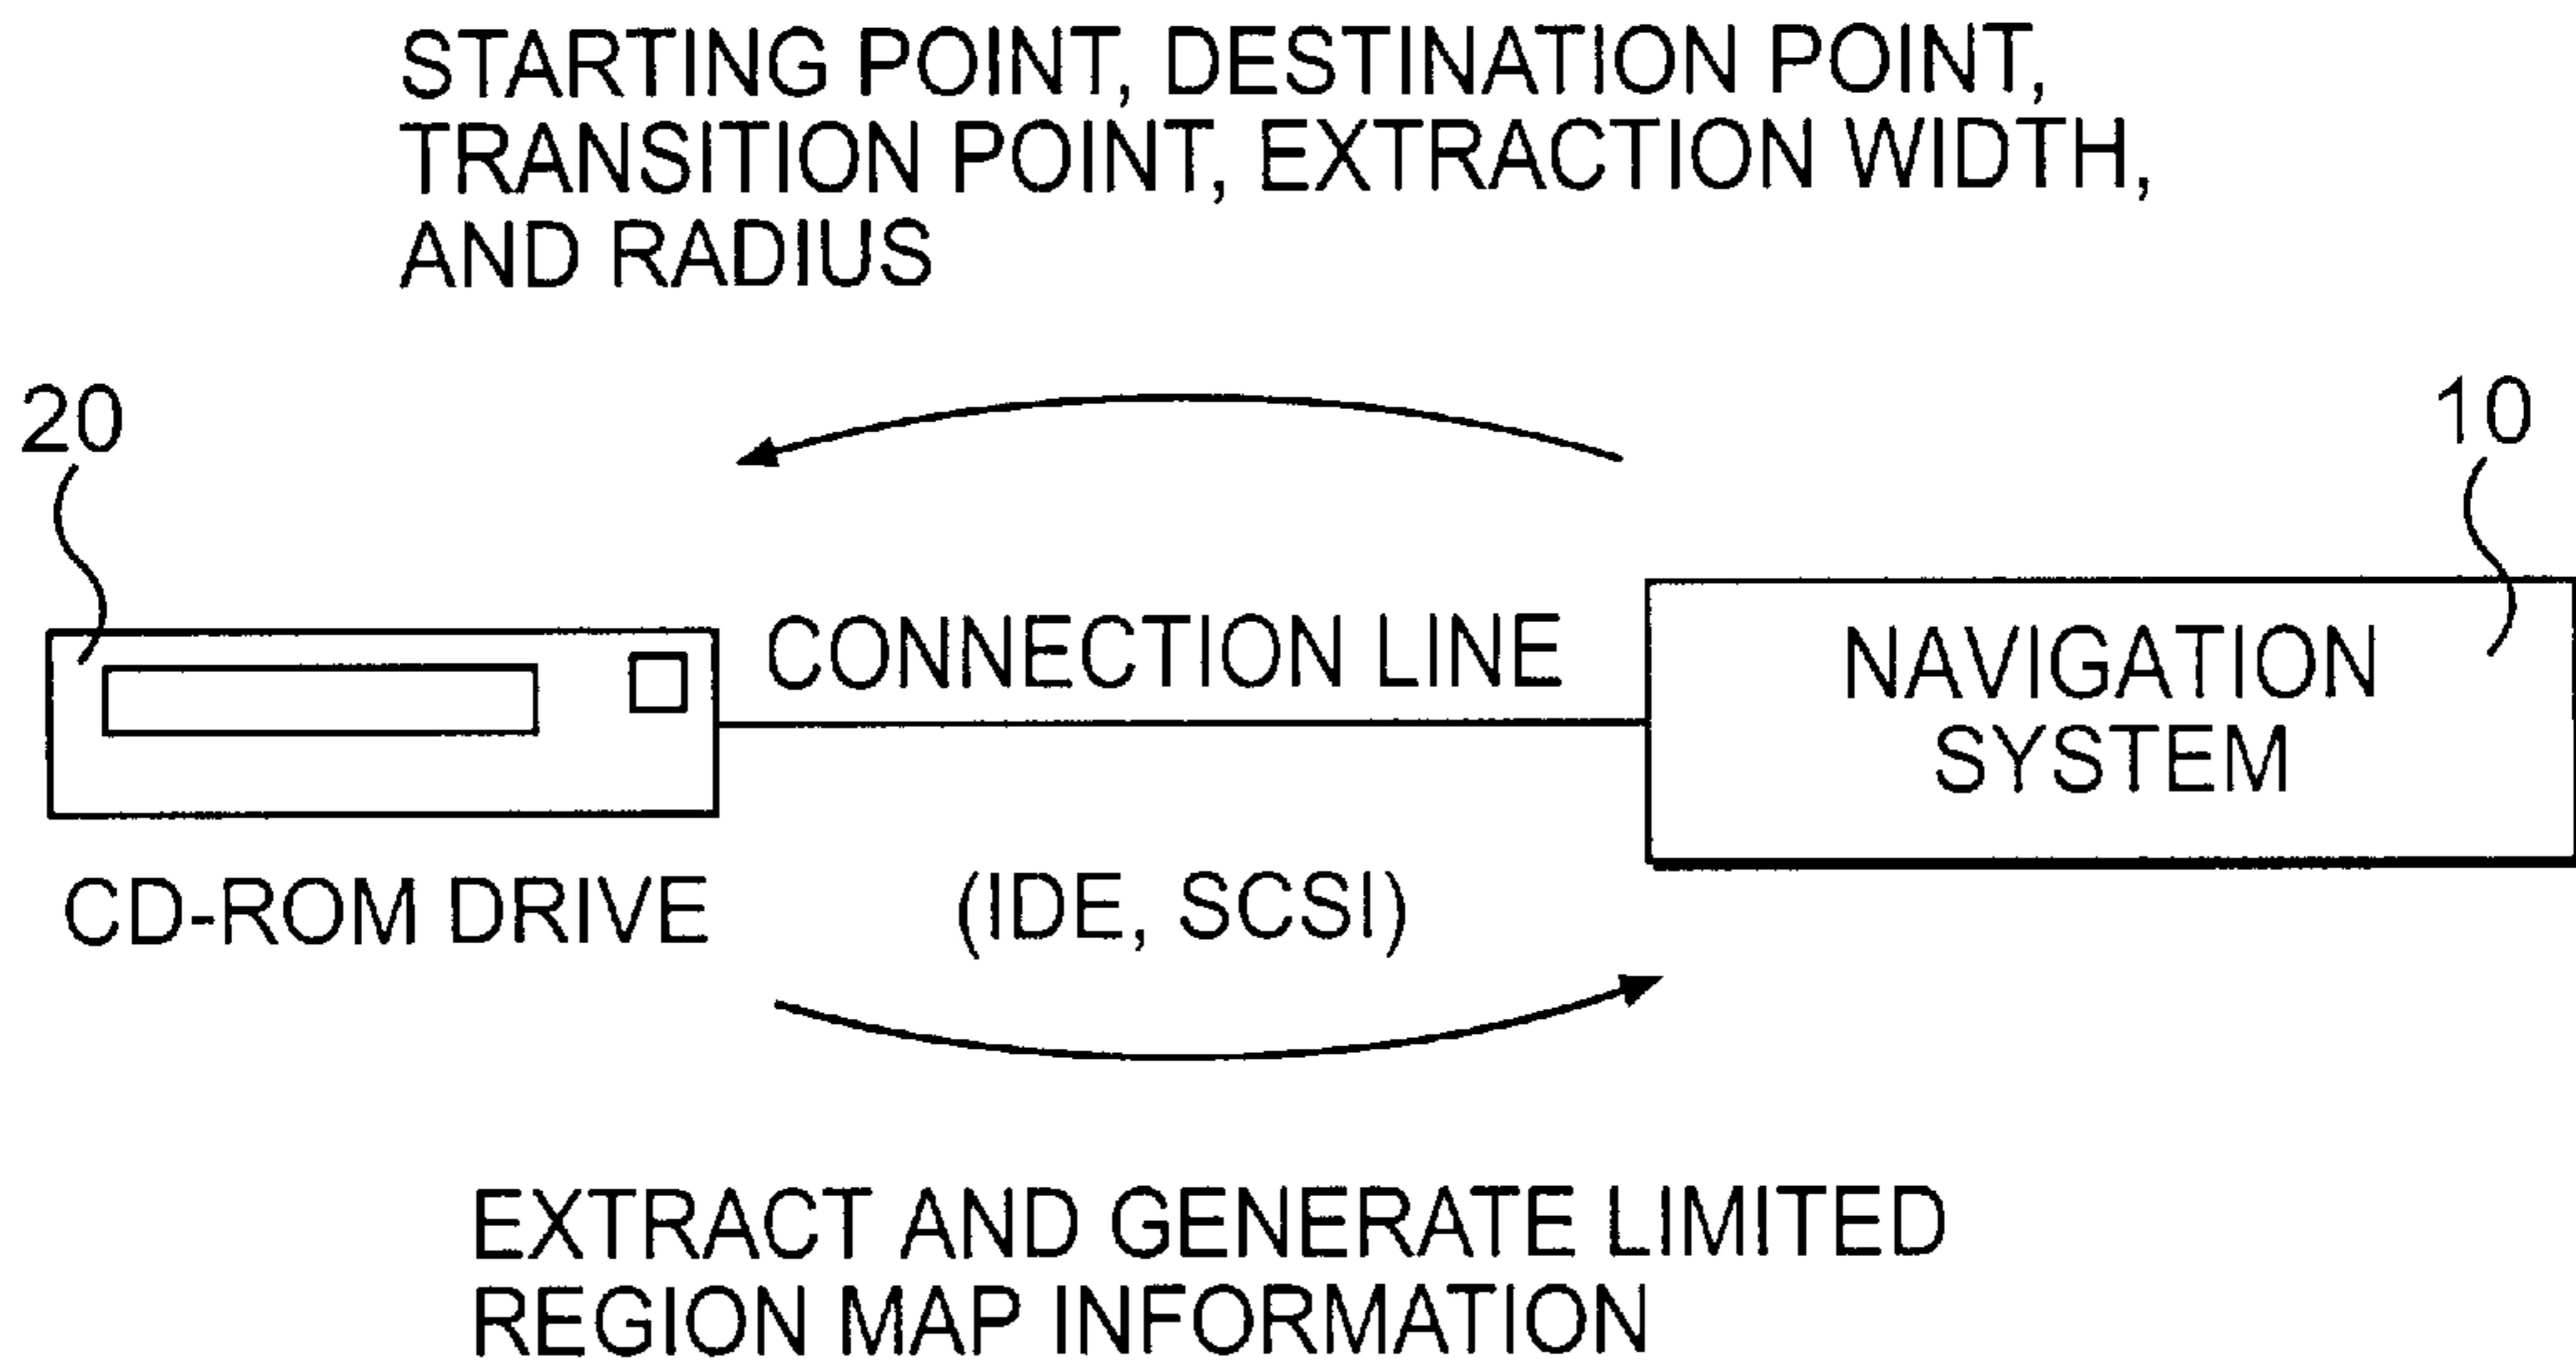 STARTING POINT, DESTINATION POINT,
TRANSITION POINT, EXTRACTION WIDTH,
AND RADIUS
20
10
CONNECTION LINE
NAVIGATION
SYSTEM
CD-ROM DRIVE
(IDE, SCSI)
EXTRACT AND GENERATE LIMITED
REGION MAP INFORMATION